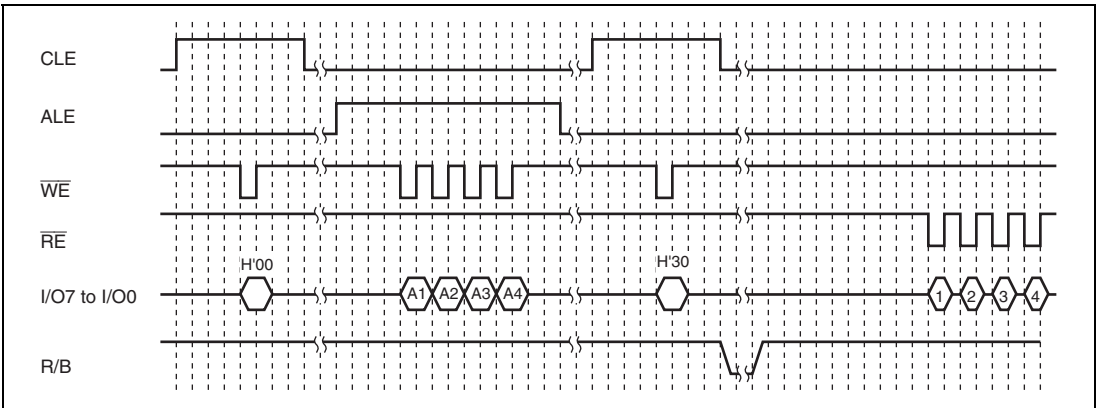 CLE
ALE
WE
RE
H'00
H'30
I/O7 to I/O0
A1 A2 A3 A4
1 2 3 4
R/B